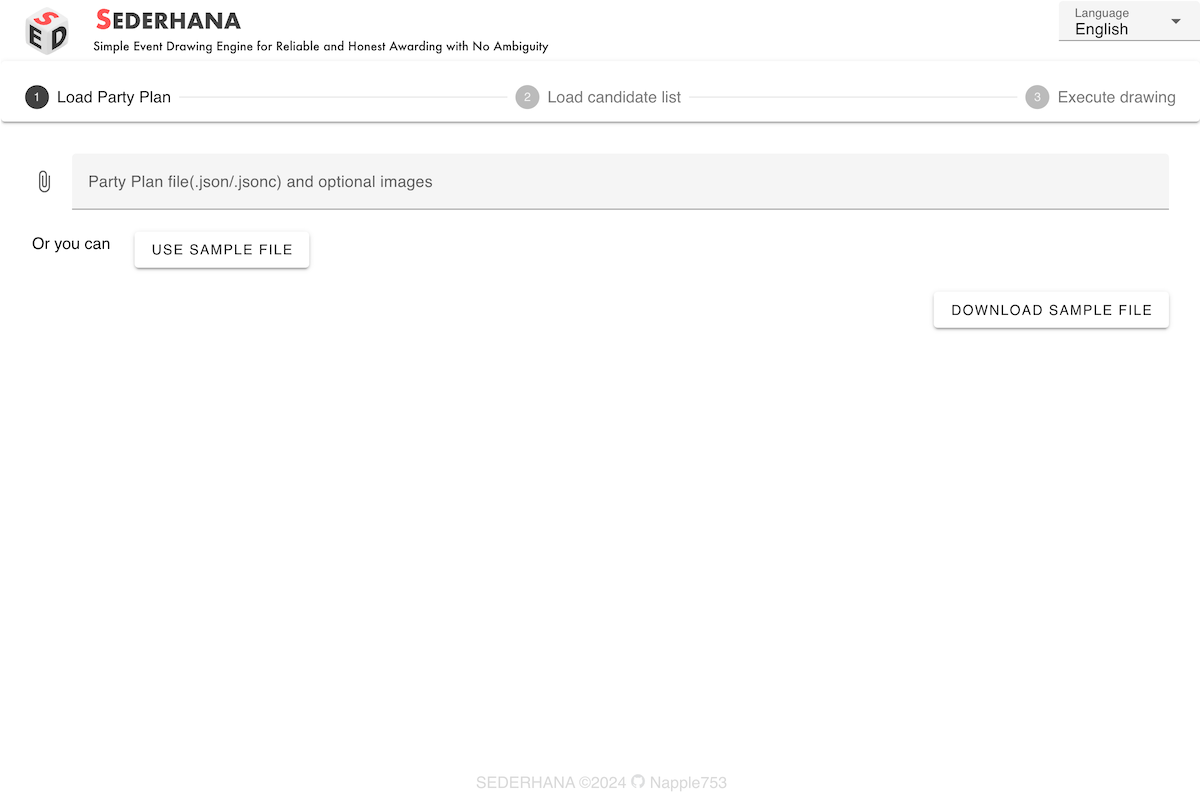 SED
SEDERHANA
Simple Event Drawing Engine for Reliable and Honest Awarding with No Ambiguity
Language
English
1 Load Party Plan
2 Load candidate list
3 Execute drawing
Party Plan file(.json/.jsonc) and optional images
Or you can
USE SAMPLE FILE
DOWNLOAD SAMPLE FILE
SEDERHANA ©2024 Napple753